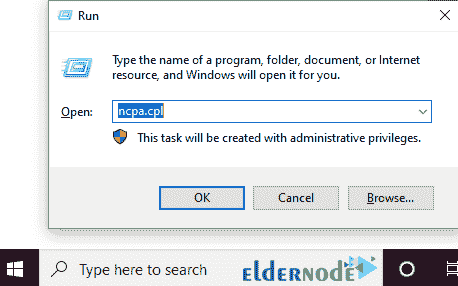 Run
Type the name of a program, folder, document, or Internet
resource, and Windows will open it for you.
Open: ncpa.cpl
This task will be created with administrative privileges.
OK Cancel Browse...
Type here to search ELDERNODE